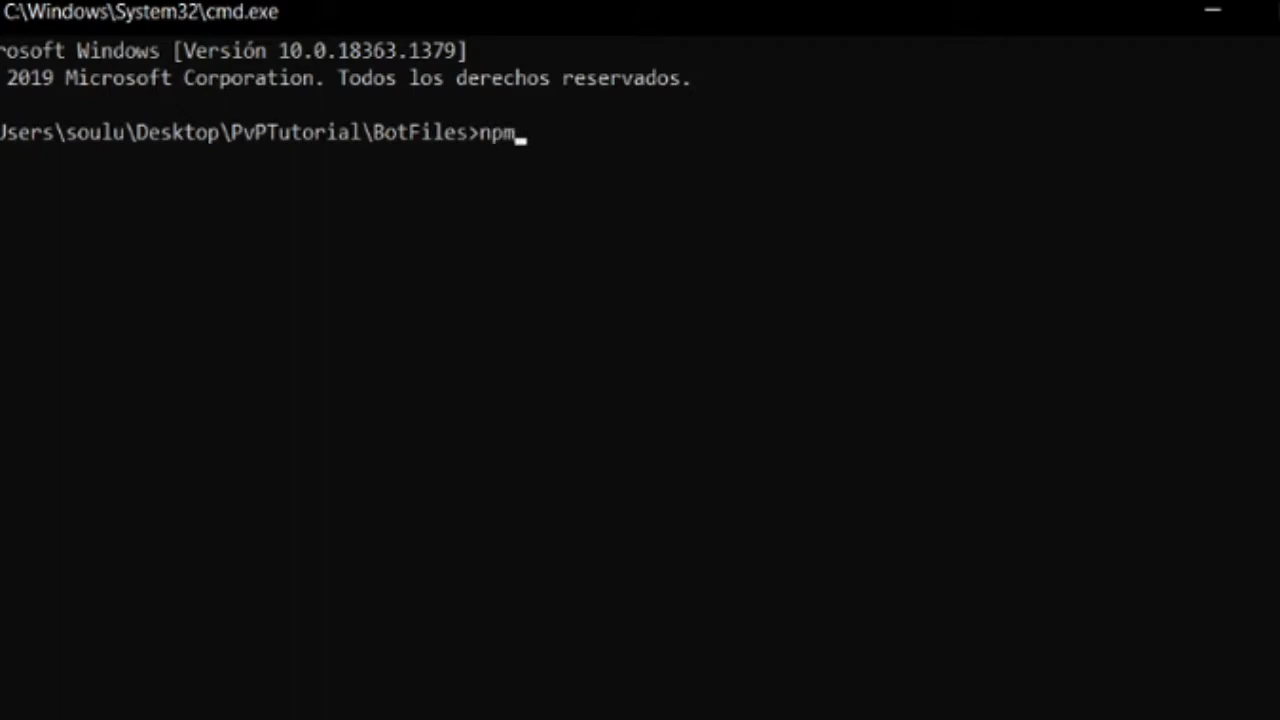 C:\Windows\System32\cmd.exe
rosoft Windows [Versión 10.0.18363.1379]
2019 Microsoft Corporation. Todos los derechos reservados.
Users\soulu\Desktop\PvPTutorial\BotFiles>npm